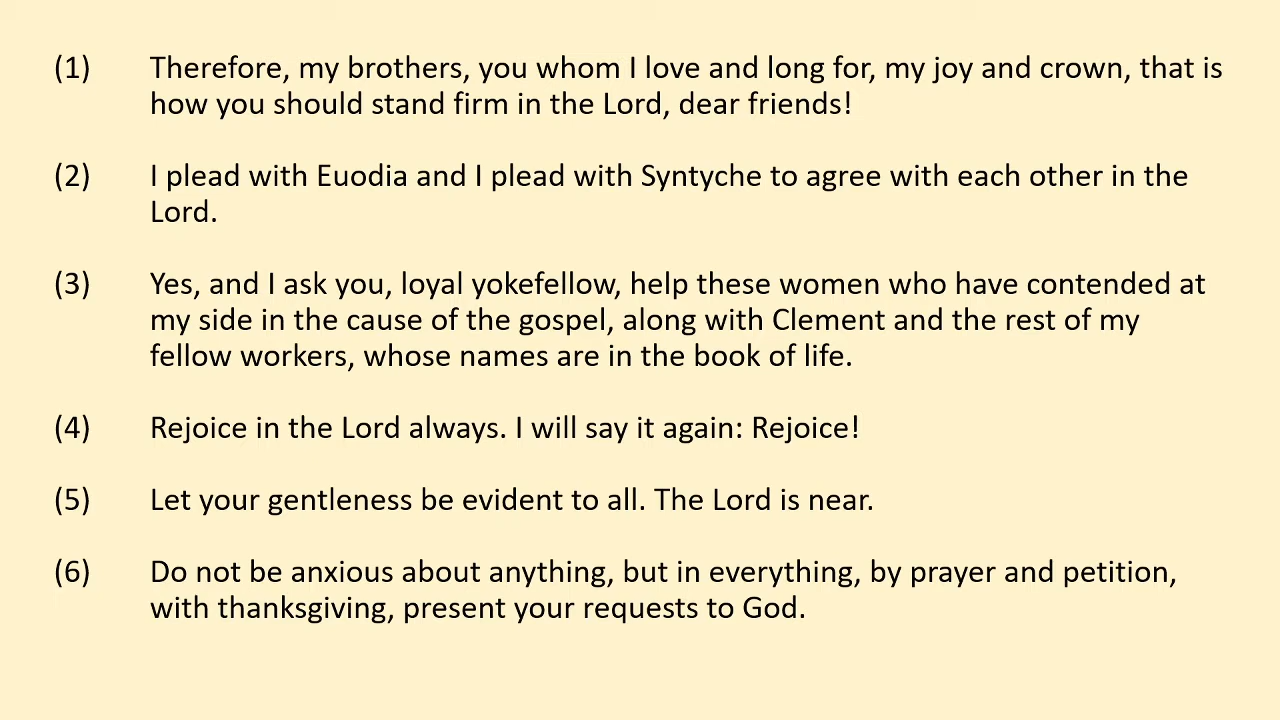 (1) Therefore, my brothers, you whom I love and long for, my joy and crown, that is
how you should stand firm in the Lord, dear friends!
(2) I plead with Euodia and I plead with Syntyche to agree with each other in the
Lord.
(3) Yes, and I ask you, loyal yokefellow, help these women who have contended at
my side in the cause of the gospel, along with Clement and the rest of my
fellow workers, whose names are in the book of life.
(4) Rejoice in the Lord always. I will say it again: Rejoice!
(5) Let your gentleness be evident to all. The Lord is near.
(6) Do not be anxious about anything, but in everything, by prayer and petition,
with thanksgiving, present your requests to God.